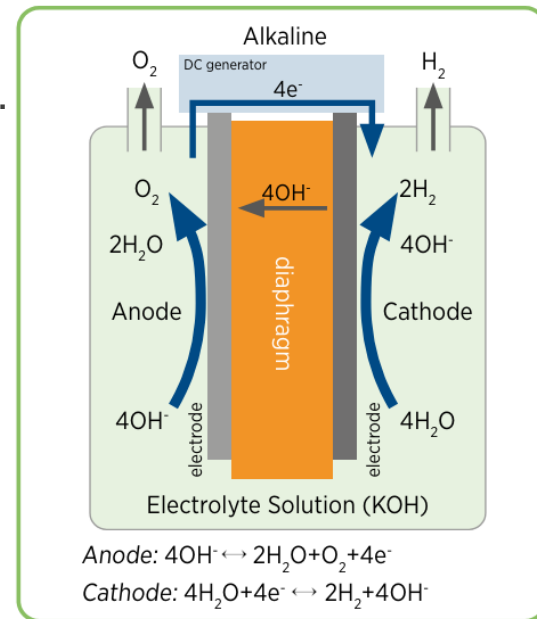 Alkaline
O₂
DC generator
H₂
4e⁻
O₂
4OH⁻
2H₂
2H₂O
4OH⁻
diaphragm
Anode
Cathode
4OH⁻
electrode
electrode
4H₂O
Electrolyte Solution (KOH)
Anode: 4OH⁻ ↔ 2H₂O+O₂+4e⁻
Cathode: 4H₂O+4e⁻ ↔ 2H₂+4OH⁻